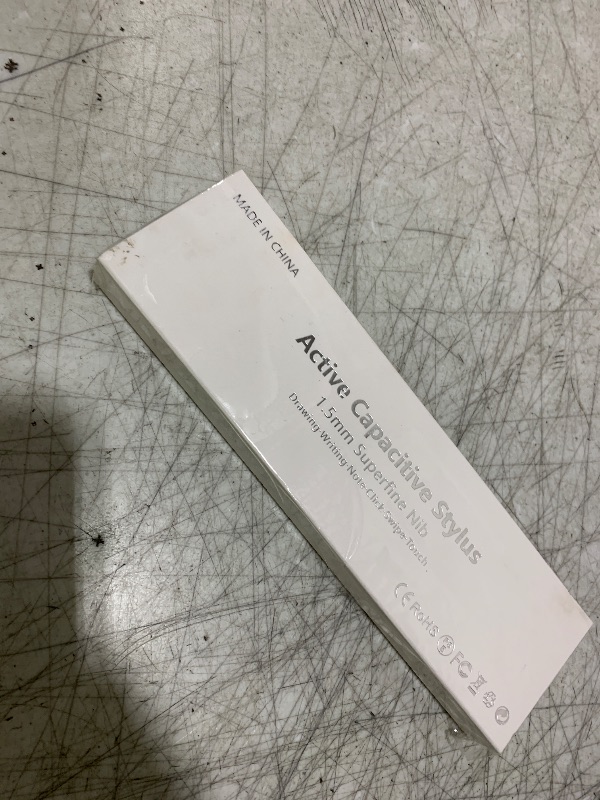 MADE IN CHINA
Active Capacitive Stylus
1.5mm Superfine Nib
Drawing·Writing·Note·Click·Swipe·Touch.
CE RoHS FC